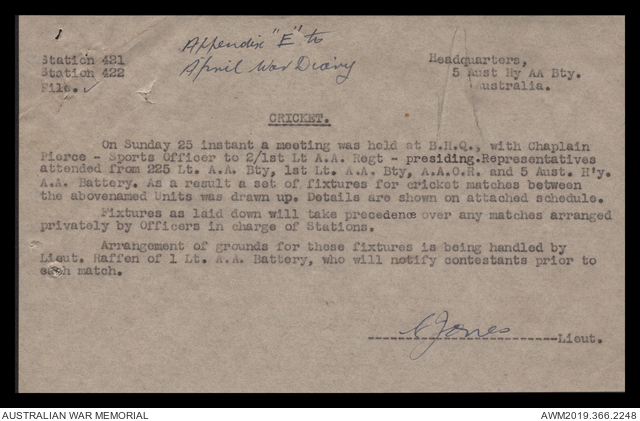 1
Appendix "E" to
April War Diary
Station 421
Station 422
File.
Headquarters,
5 Aust Hy AA Bty.
Australia.
CRICKET.
On Sunday 25 instant a meeting was held at B.H.Q., with Chaplain
Pierce - Sports Officer to 2/1st Lt A.A. Regt - presiding.Representatives
attended from 225 Lt. A.A. Bty, 1st Lt. A.A. Bty, A.A.O.R. and 5 Aust. H'y.
A.A. Battery. As a result a set of fixtures for cricket matches between
the abovenamed Units was drawn up. Details are shown on attached schedule.
Fixtures as laid down will take precedence over any matches arranged
privately by Officers in charge of Stations.
Arrangement of grounds for these fixtures is being handled by
Lieut. Raffen of 1 Lt. A.A. Battery, who will notify contestants prior to
each match.
Jones
------------------------Lieut.
AUSTRALIAN WAR MEMORIAL
AWM2019.366.2248